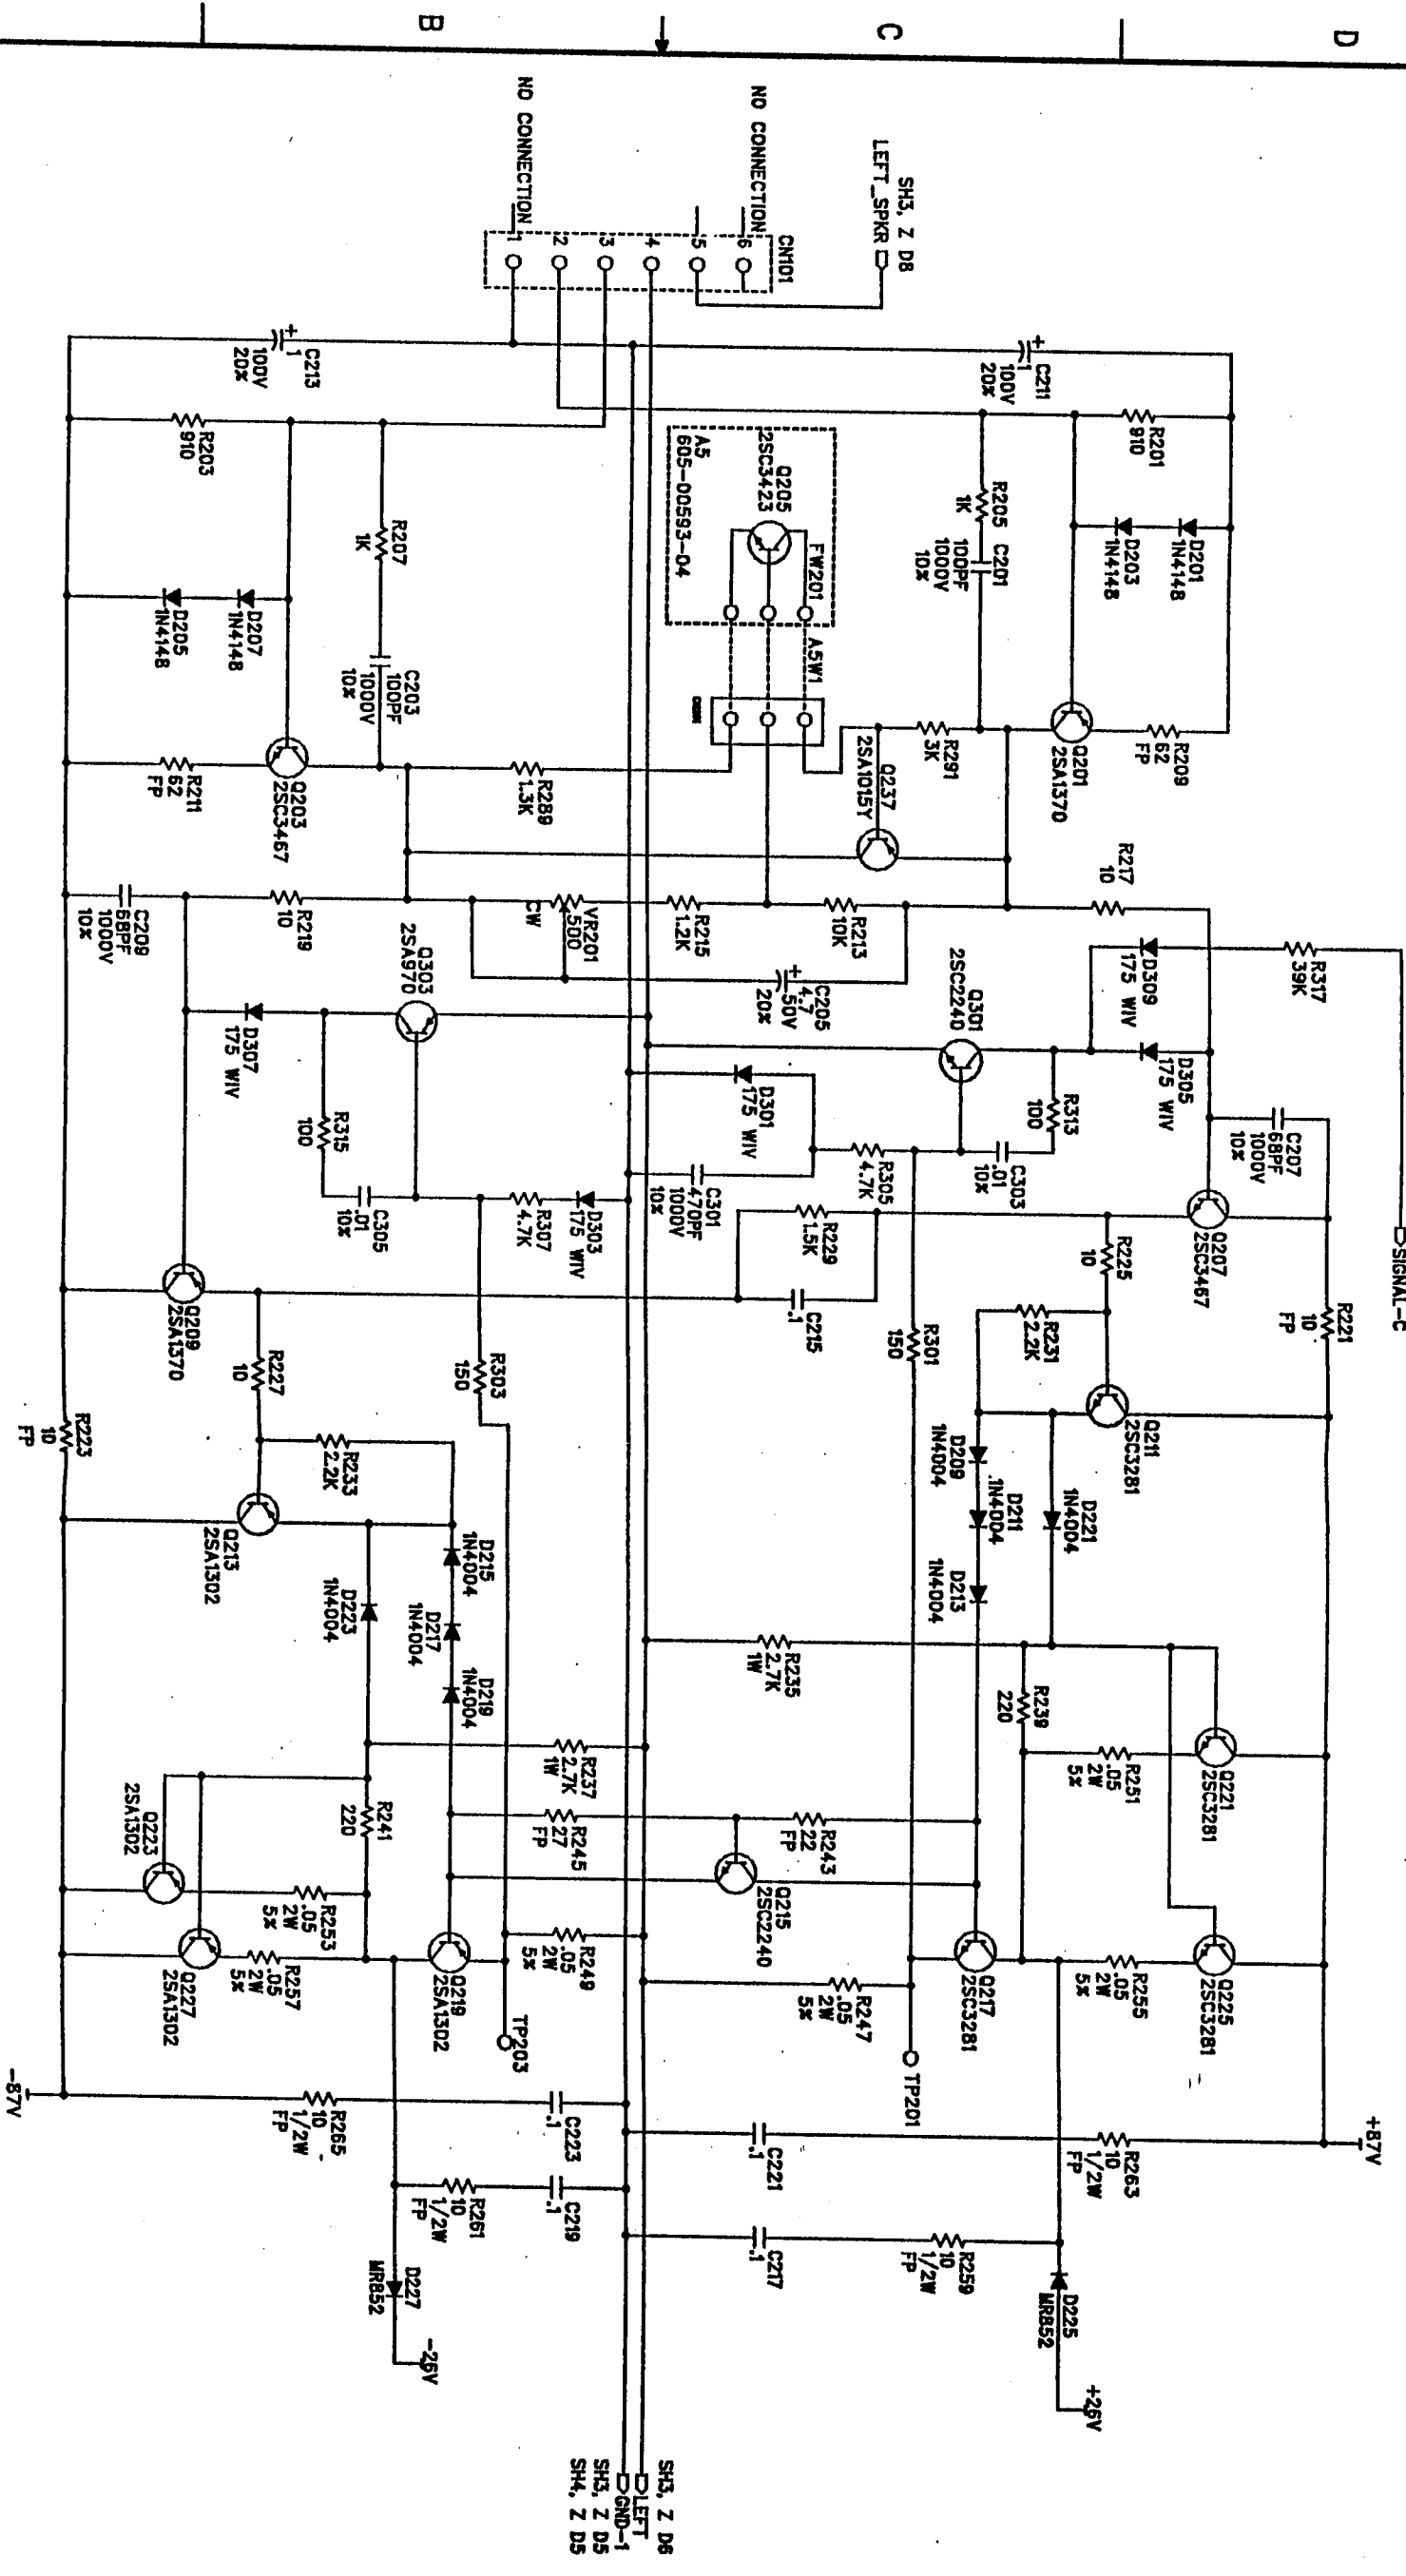 D
C
B
NO CONNECTION
NO CONNECTION
SH3, Z D8
LEFT_SPKR
CN101
6
5
4
3
2
1
C211
1
100V
20%
C213
1
100V
20%
R201
910
R203
910
D201
1N4148
D203
1N4148
R205
1K
C201
100PF
1000V
10%
R207
1K
C203
100PF
1000V
10%
D207
1N4148
D205
1N4148
Q205
2SC3423
FW201
A5
605-00593-04
A5W1
R209
62
FP
Q201
2SA1370
R291
3K
Q237
2SA1015Y
R289
1.3K
Q203
2SC3467
R211
62
FP
R217
10
R213
10K
R215
1.2K
VR201
500
CW
R219
10
C209
68PF
1000V
10%
C205
4.7
50V
20%
SIGNAL-C
R317
39K
D309
175 WIV
D305
175 WIV
Q301
2SC2240
Q303
2SA970
D307
175 WIV
R313
100
C303
.01
10%
R315
100
C305
.01
10%
D301
175 WIV
R305
4.7K
C301
470PF
1000V
10%
D303
175 WIV
R307
4.7K
C207
68PF
1000V
10%
Q207
2SC3467
R229
1.5K
C215
.1
Q209
2SA1370
R221
10
FP
R225
10
R231
2.2K
R301
150
Q211
2SC3281
R303
150
R227
10
R223
10
FP
R233
2.2K
Q213
2SA1302
D209
1N4004
D211
1N4004
D213
1N4004
D221
1N4004
D215
1N4004
D217
1N4004
D219
1N4004
D223
1N4004
R235
2.7K
1W
R239
220
R237
2.7K
1W
R241
220
Q221
2SC3281
R251
.05
2W
5%
R243
22
FP
R245
27
FP
Q215
2SC2240
Q223
2SA1302
R253
.05
2W
5%
Q225
2SC3281
R255
.05
2W
5%
Q217
2SC3281
R247
.05
2W
5%
R249
.05
2W
5%
Q219
2SA1302
R257
.05
2W
5%
Q227
2SA1302
TP201
TP203
+87V
-87V
R263
10
1/2W
FP
C221
.1
C223
.1
R265
10
1/2W
FP
R259
10
1/2W
FP
C217
.1
C219
.1
R261
10
1/2W
FP
D225
MR852
D227
MR852
+26V
-26V
SH3, Z D6
LEFT
GND-1
SH3, Z D5
SH4, Z D5